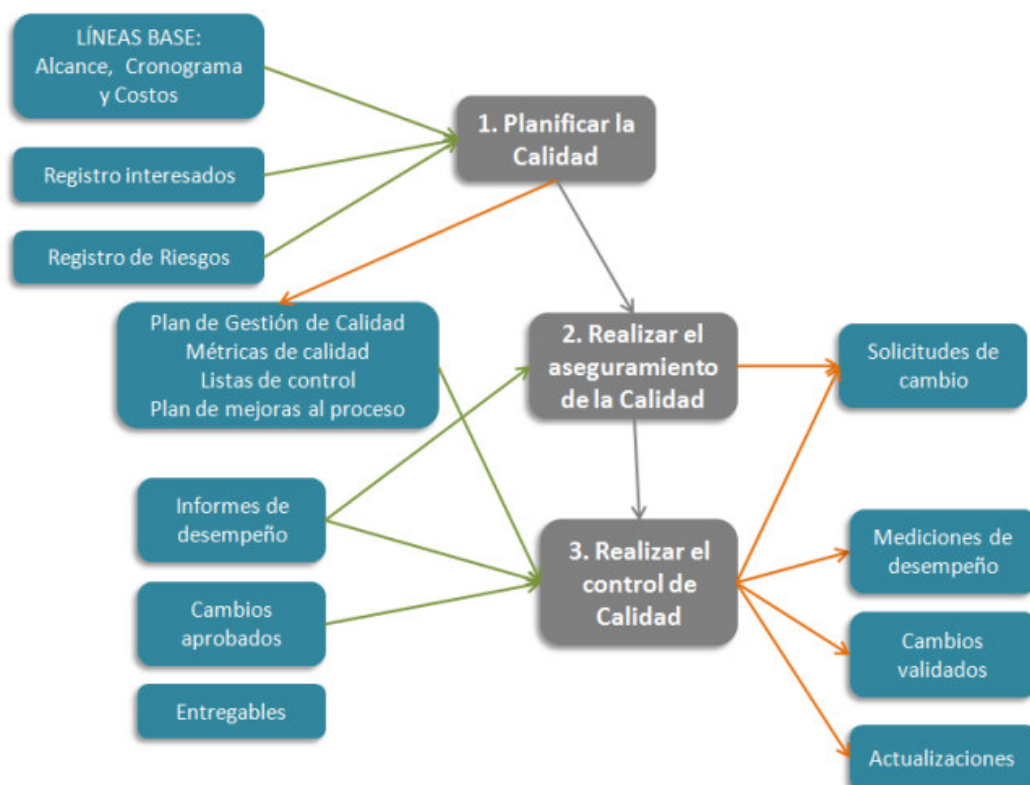 LÍNEAS BASE:
Alcance, Cronograma
y Costos
1. Planificar la
Calidad
Registro interesados
Registro de Riesgos
Plan de Gestión de Calidad
Métricas de calidad
Listas de control
Plan de mejoras al proceso
2. Realizar el
aseguramiento
de la Calidad
Solicitudes de
cambio
Informes de
desempeño
3. Realizar el
control de
Calidad
Mediciones de
desempeño
Cambios
aprobados
Cambios
validados
Entregables
Actualizaciones